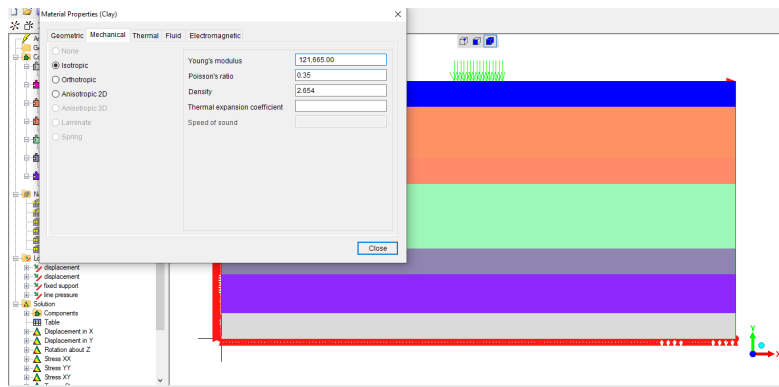 Material Properties (Clay)
Geometric Mechanical Thermal Fluid Electromagnetic
None
Isotropic
Orthotropic
Anisotropic 2D
Anisotropic 3D
Laminate
Spring
Young's modulus 121,665.00
Poisson's ratio 0.35
Density 2.654
Thermal expansion coefficient
Speed of sound
Close
displacement
displacement
fixed support
line pressure
Solution
Components
Table
Displacement in X
Displacement in Y
Rotation about Z
Stress XX
Stress YY
Stress XY
Y
X